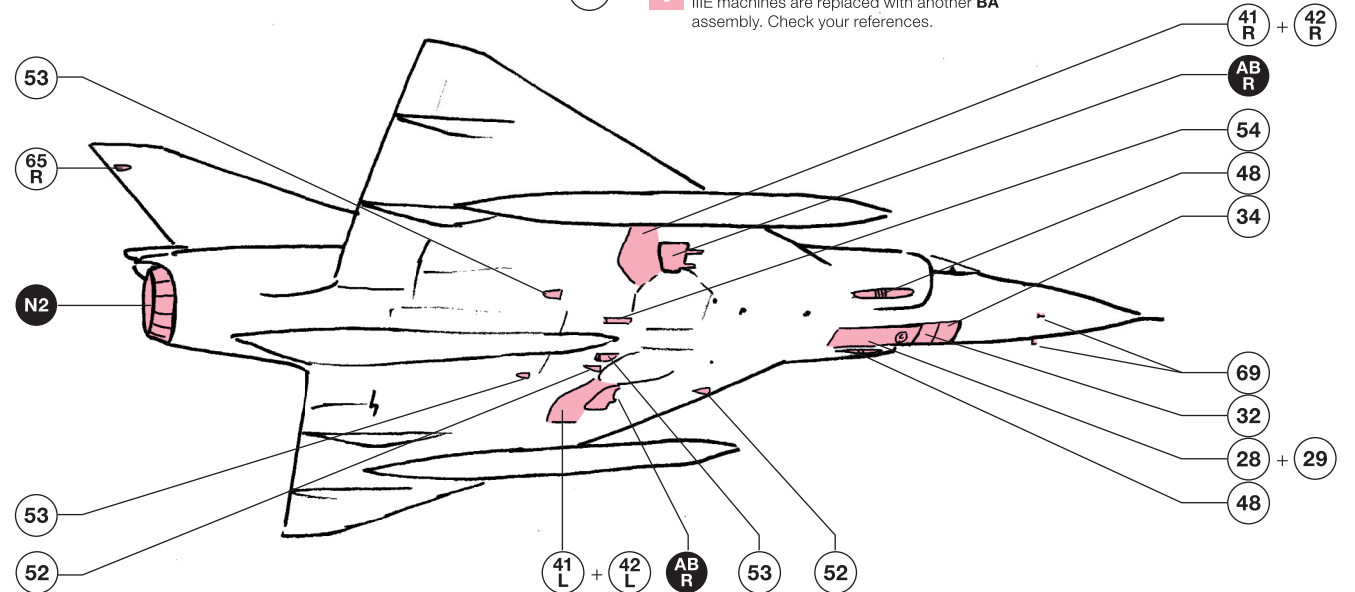 IIIE machines are replaced with another BA
assembly. Check your references.
41
R
+
42
R
53
AB
R
54
65
R
48
34
N2
69
32
28 + 29
53
48
52
41
L
+
42
L
AB
R
53
52